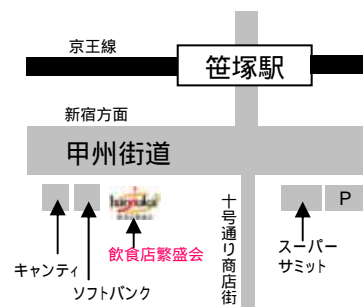 京王線
笹塚駅
新宿方面
甲州街道
P
十号通り商店街
スーパー
サミット
飲食店繁盛会
キャンティ
ソフトバンク